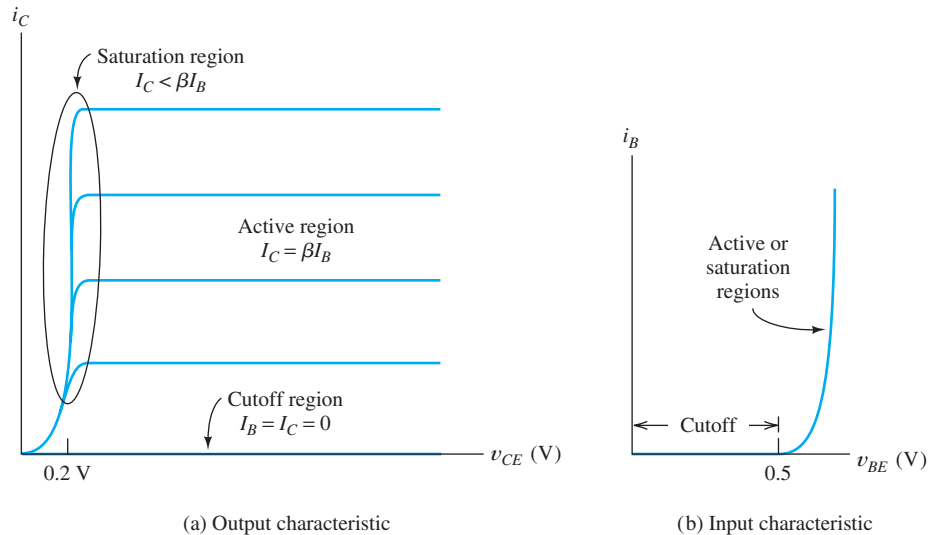 i_C
Saturation region
I_C < βI_B
Active region
I_C = βI_B
Cutoff region
I_B = I_C = 0
0.2 V
v_CE (V)
(a) Output characteristic
i_B
Active or
saturation
regions
Cutoff
0.5
v_BE (V)
(b) Input characteristic